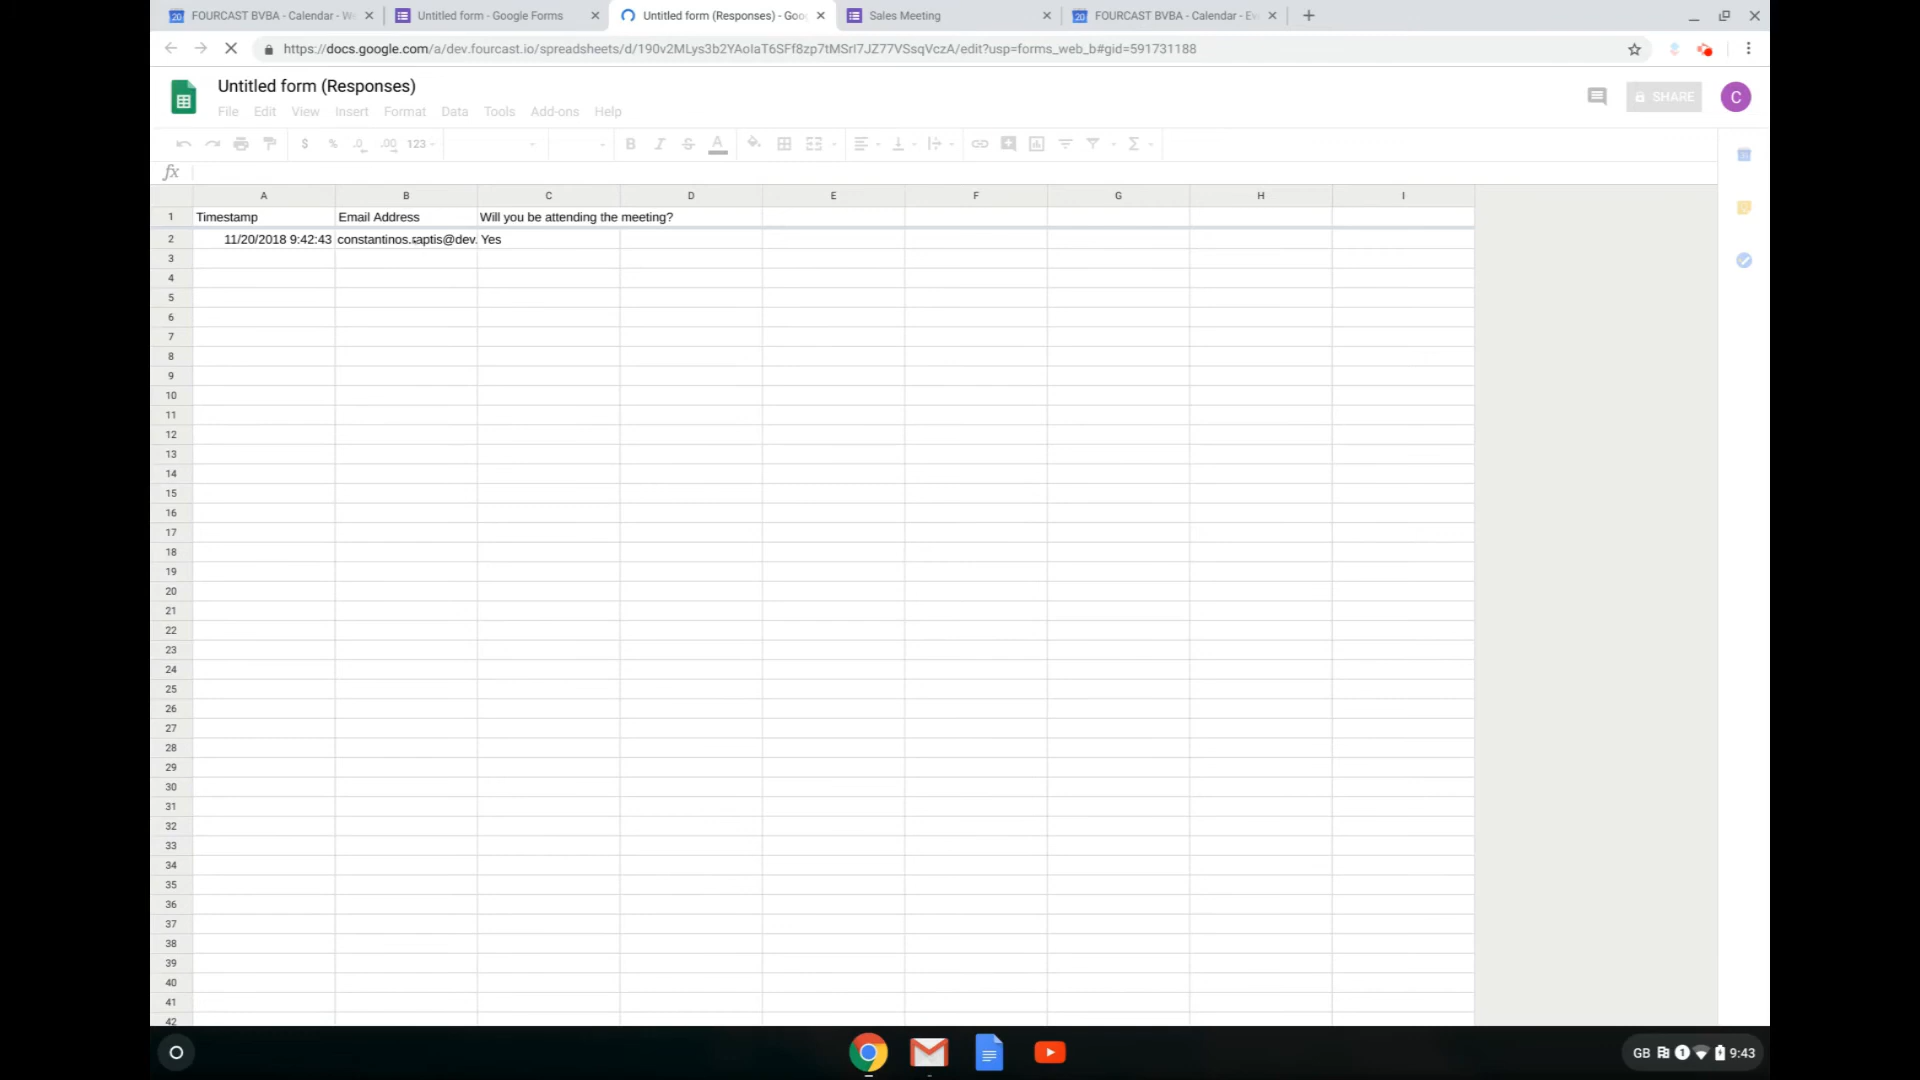 FOURCAST BVBA - Calendar - We
Untitled form - Google Forms
Untitled form (Responses) - Goo
Sales Meeting
FOURCAST BVBA - Calendar - Ev
https://docs.google.com/a/dev.fourcast.io/spreadsheets/d/190v2MLys3b2YAoIaT6SFf8zp7tMSrI7JZ77VSsqVczA/edit?usp=forms_web_b#gid=591731188
Untitled form (Responses)
File Edit View Insert Format Data Tools Add-ons Help
SHARE
C
$ % .0 .00 123 B I S A Σ
fx
A B C D E F G H I
1 Timestamp Email Address Will you be attending the meeting?
2 11/20/2018 9:42:43 constantinos.raptis@dev. Yes
3
4
5
6
7
8
9
10
11
12
13
14
15
16
17
18
19
20
21
22
23
24
25
26
27
28
29
30
31
32
33
34
35
36
37
38
39
40
41
42
GB 1 9:43